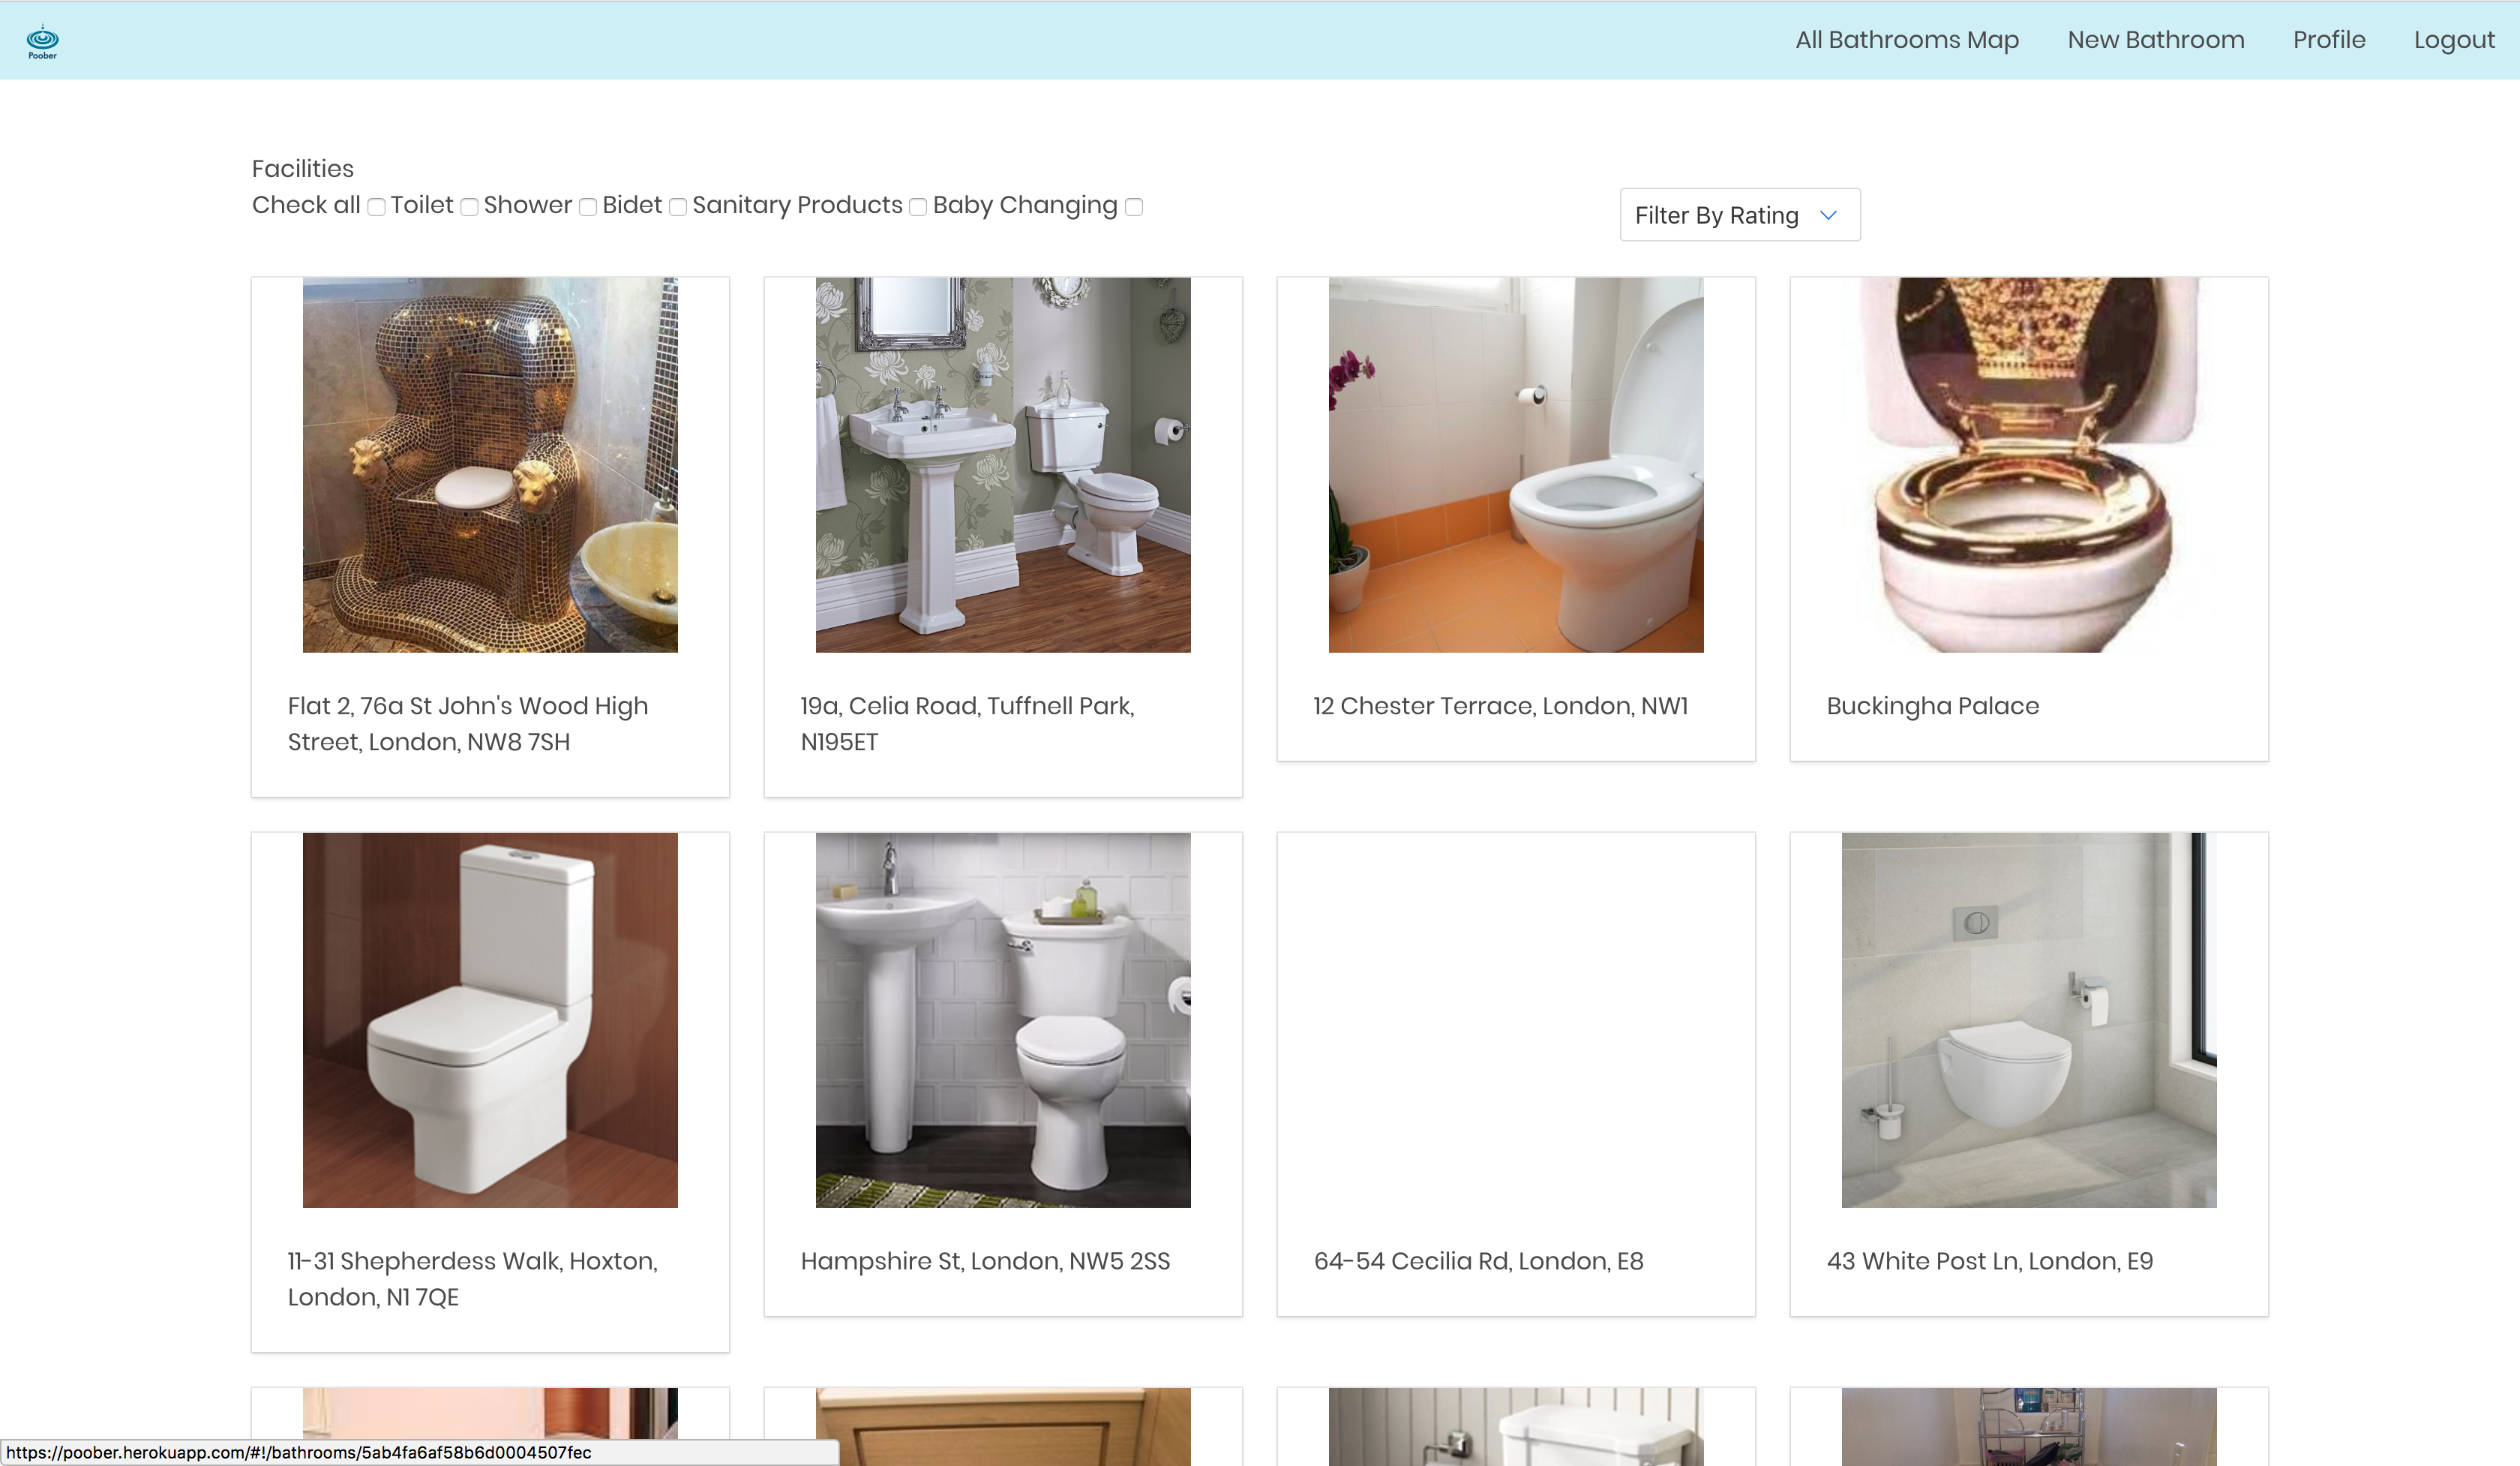 Poober
All Bathrooms Map
New Bathroom
Profile
Logout
Facilities
Check all Toilet Shower Bidet Sanitary Products Baby Changing
Filter By Rating
Flat 2, 76a St John's Wood High
Street, London, NW8 7SH
19a, Celia Road, Tuffnell Park,
N195ET
12 Chester Terrace, London, NW1
Buckingha Palace
11-31 Shepherdess Walk, Hoxton,
London, N1 7QE
Hampshire St, London, NW5 2SS
64-54 Cecilia Rd, London, E8
43 White Post Ln, London, E9
https://poober.herokuapp.com/#!/bathrooms/5ab4fa6af58b6d0004507fec